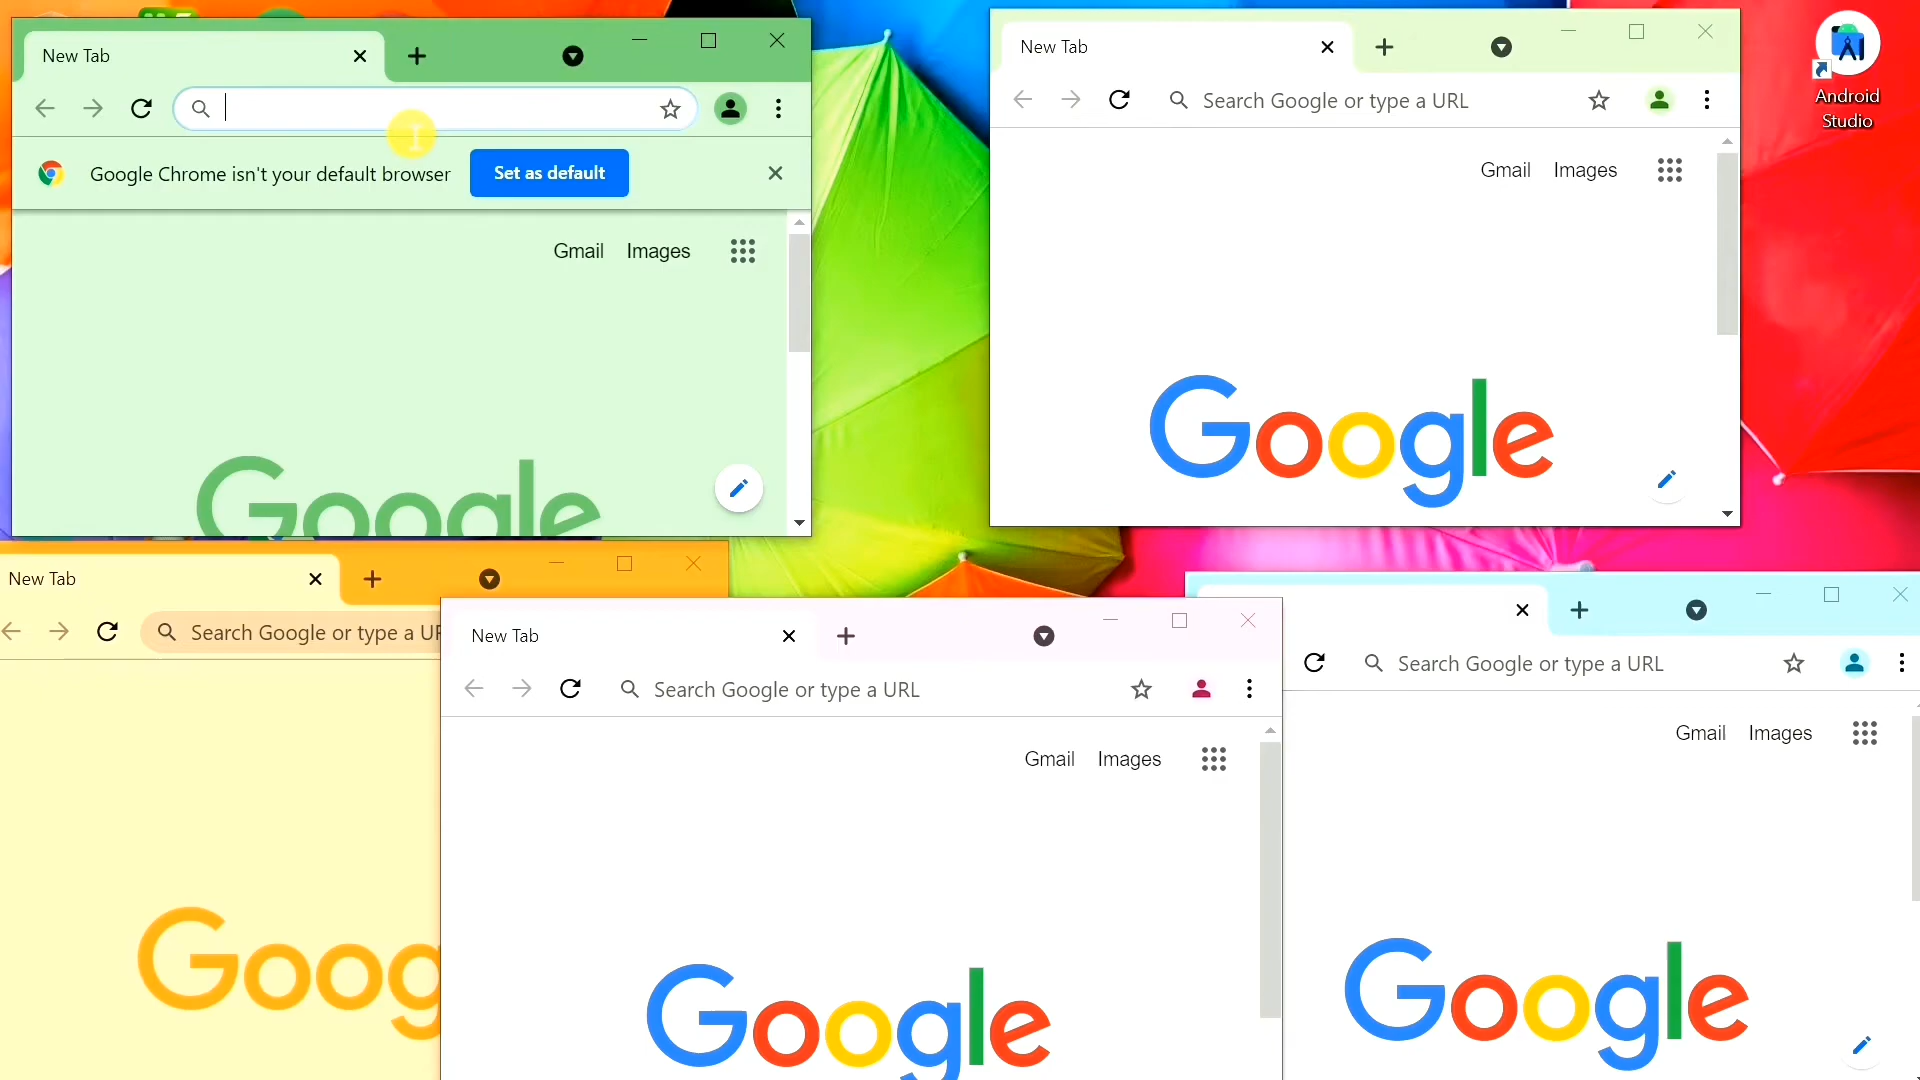 New Tab
Google Chrome isn't your default browser
Set as default
Gmail Images
Google
New Tab
Search Google or type a URL
Gmail Images
Google
Android
Studio
New Tab
Search Google or type a UR
Goog
New Tab
Search Google or type a URL
Gmail Images
Google
Search Google or type a URL
Gmail Images
Google